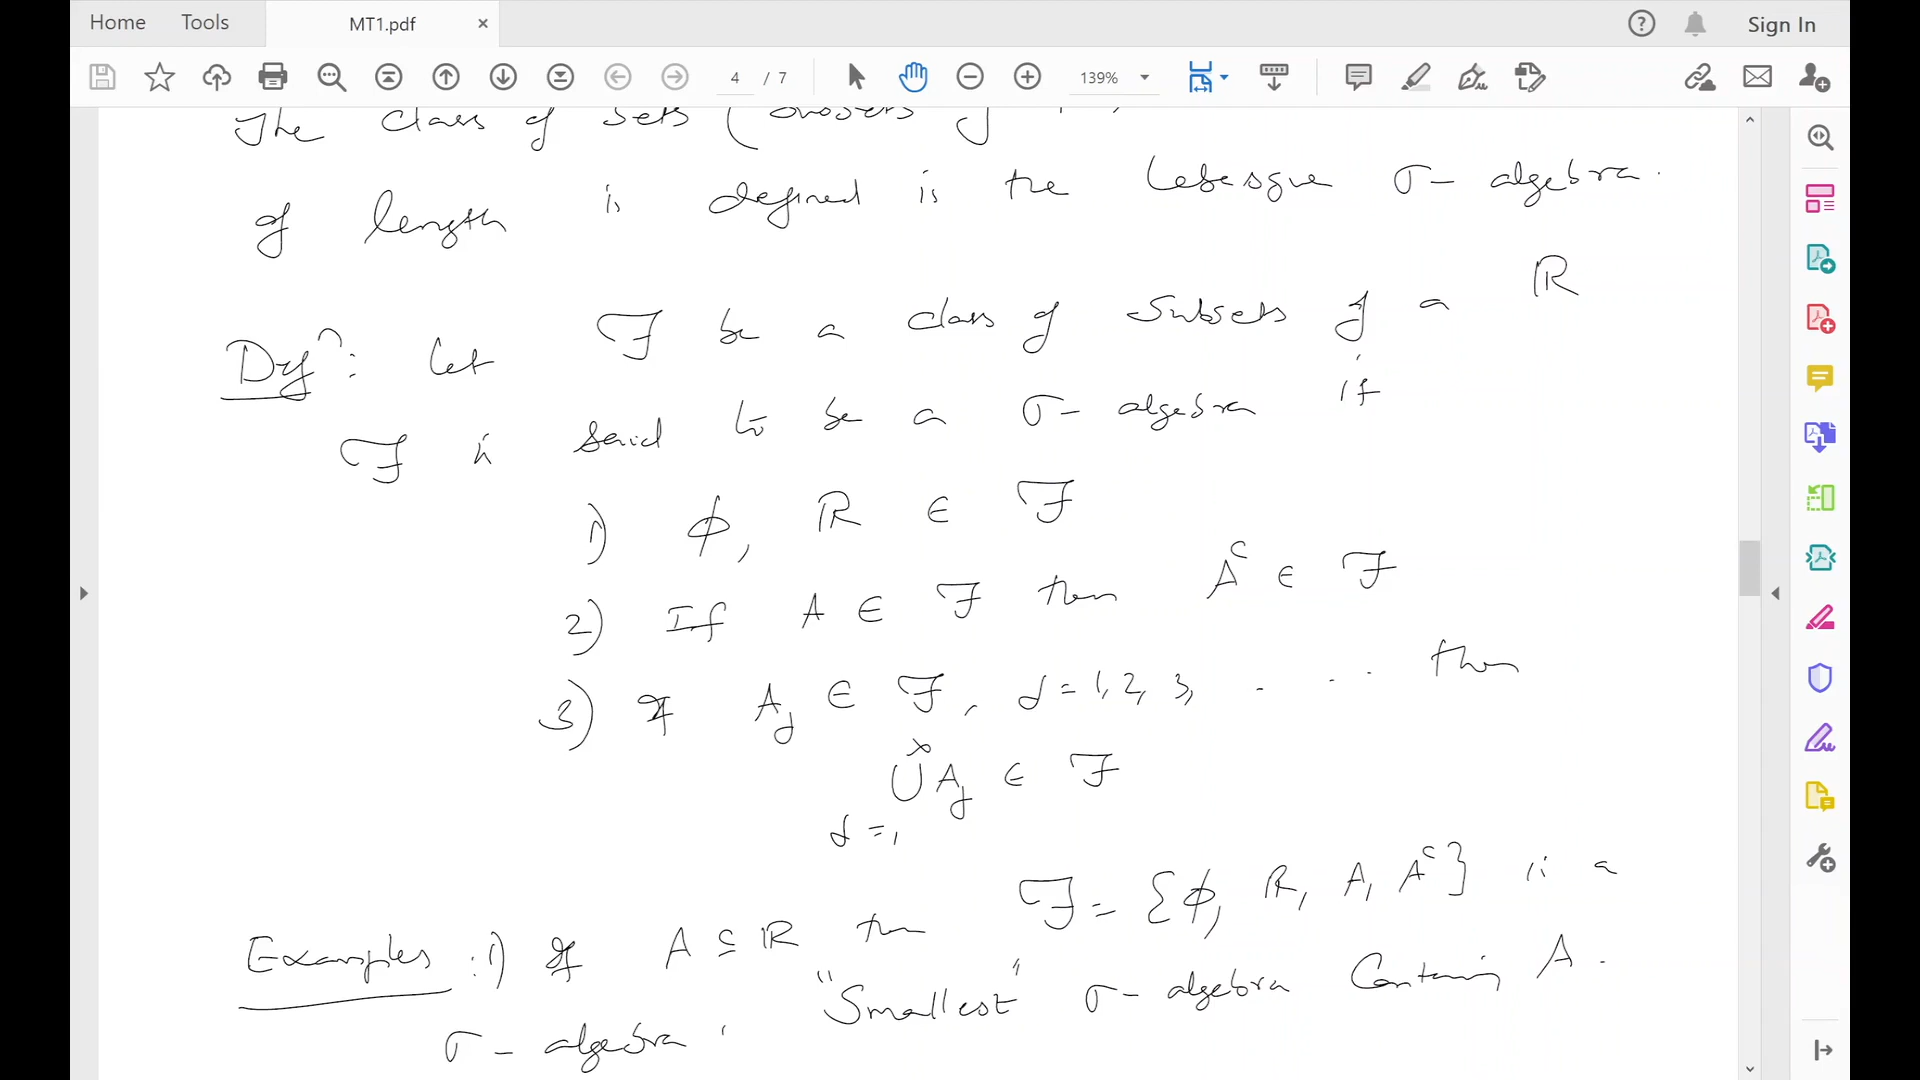 Home Tools MT1.pdf × Sign In
4 / 7 139%
The class of sets (subsets of
of length is defined is the Lebesgue σ- algebra.
Defn: Let F be a class of subsets of a R
F is said to be a σ- algebra if
1) φ, R ∈ F
2) If A ∈ F then A^c ∈ F
3) If A_j ∈ F, j = 1, 2, 3, . . . then
∞
∪ A_j ∈ F
j = 1
Examples : 1) If A ⊆ R then F = {φ, R, A, A^c} is a
σ - algebra. "Smallest" σ- algebra Containing A.